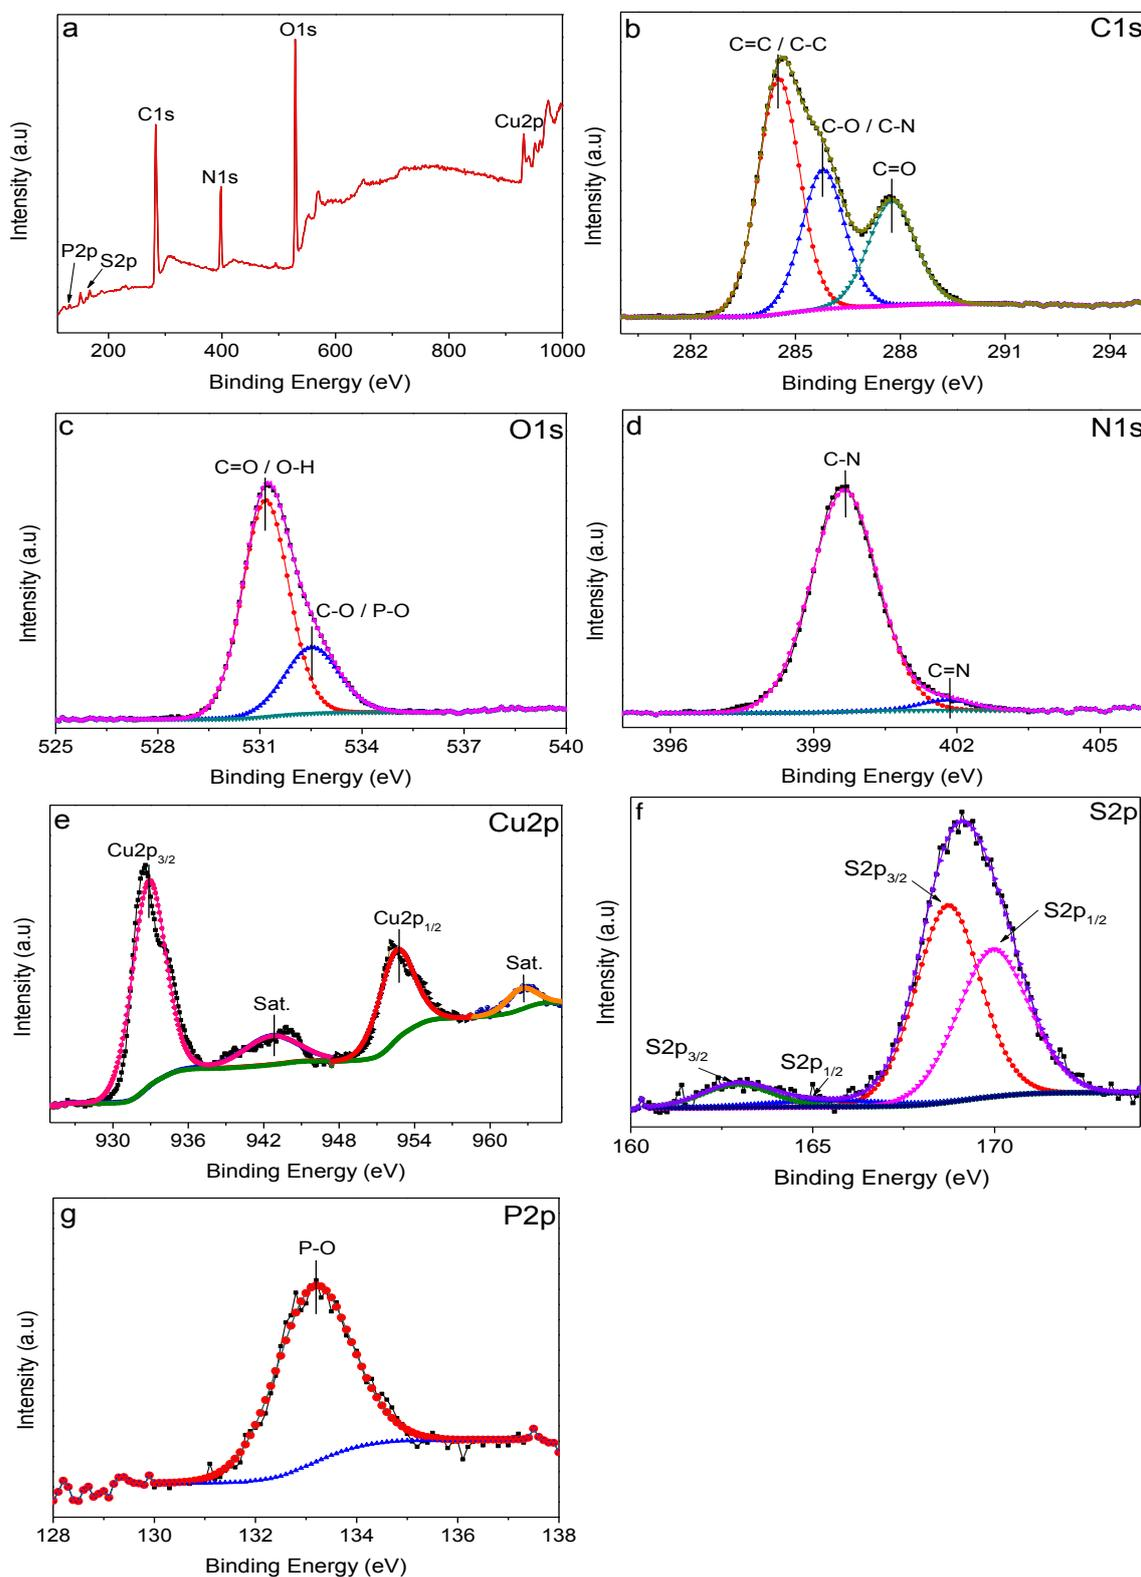 a
O1s
C1s
N1s
Cu2p
P2p
S2p
Intensity (a.u)
200 400 600 800 1000
Binding Energy (eV)
b
C1s
C=C / C-C
C-O / C-N
C=O
Intensity (a.u)
282 285 288 291 294
Binding Energy (eV)
c
O1s
C=O / O-H
C-O / P-O
Intensity (a.u)
525 528 531 534 537 540
Binding Energy (eV)
d
N1s
C-N
C=N
Intensity (a.u)
396 399 402 405
Binding Energy (eV)
e
Cu2p
Cu2p3/2
Cu2p1/2
Sat.
Sat.
Intensity (a.u)
930 936 942 948 954 960
Binding Energy (eV)
f
S2p
S2p3/2
S2p1/2
S2p3/2
S2p1/2
Intensity (a.u)
160 165 170
Binding Energy (eV)
g
P2p
P-O
Intensity (a.u)
128 130 132 134 136 138
Binding Energy (eV)